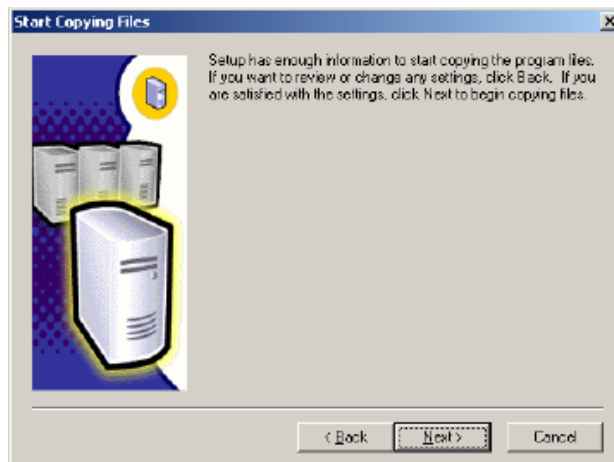 Start Copying Files
Setup has enough information to start copying the program files.
If you want to review or change any settings, click Back. If you
are satisfied with the settings, click Next to begin copying files.
< Back
Next >
Cancel